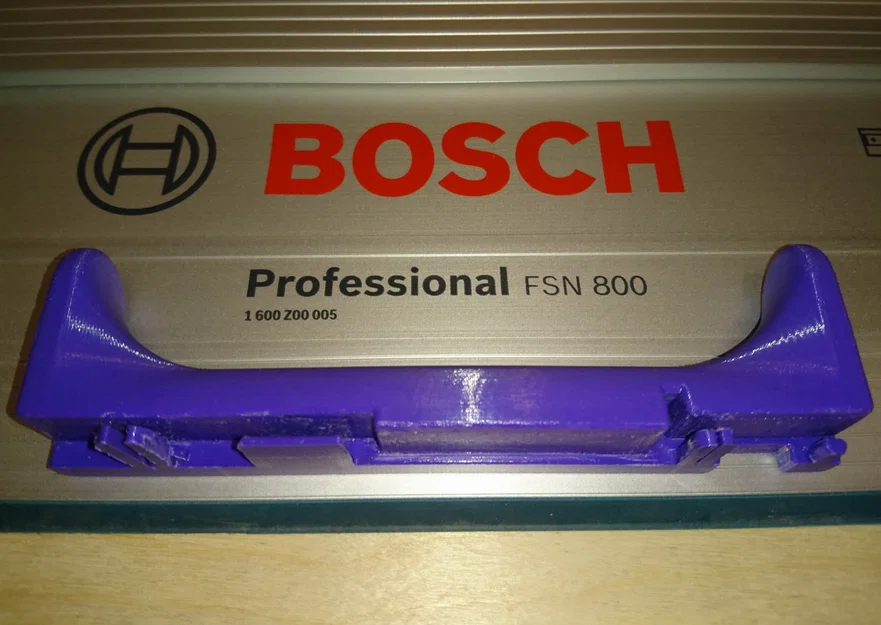 BOSCH
Professional FSN 800
1 600 Z00 005